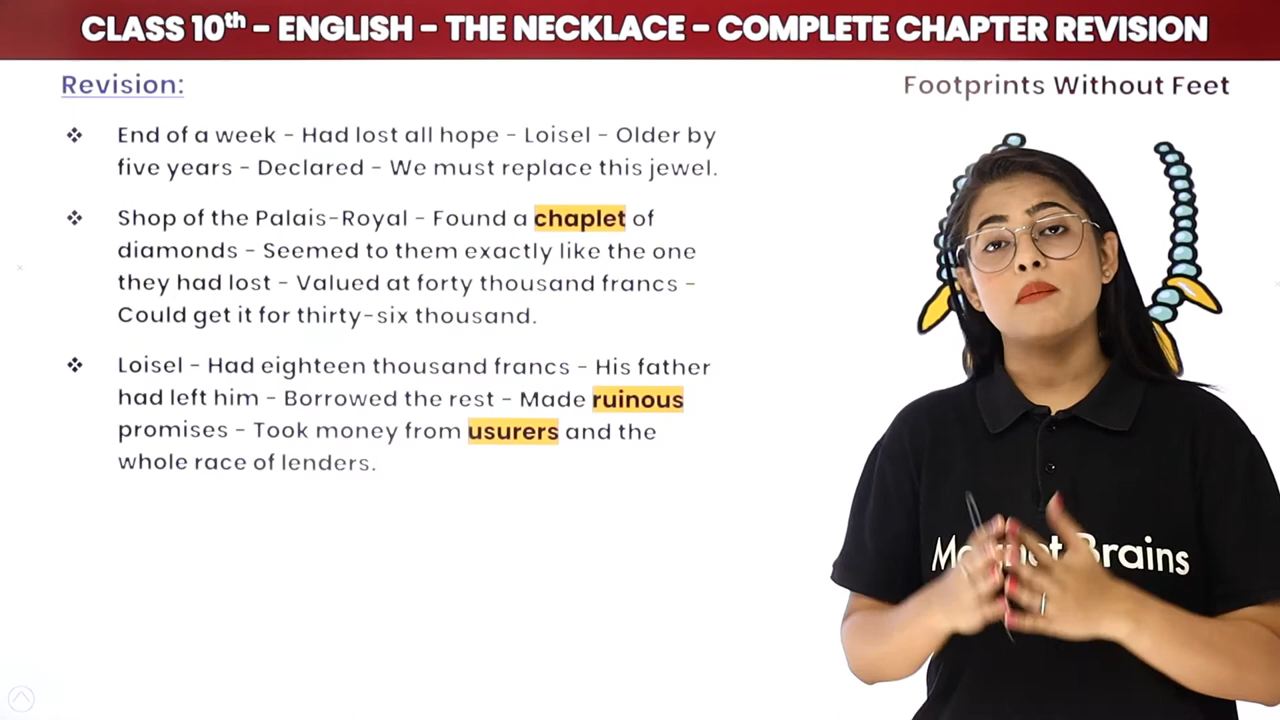 CLASS 10th - ENGLISH - THE NECKLACE - COMPLETE CHAPTER REVISION
Revision:
Footprints Without Feet
❖ End of a week - Had lost all hope - Loisel - Older by
five years - Declared - We must replace this jewel.
❖ Shop of the Palais-Royal - Found a chaplet of
diamonds - Seemed to them exactly like the one
they had lost - Valued at forty thousand francs -
Could get it for thirty-six thousand.
❖ Loisel - Had eighteen thousand francs - His father
had left him - Borrowed the rest - Made ruinous
promises - Took money from usurers and the
whole race of lenders.
Brains